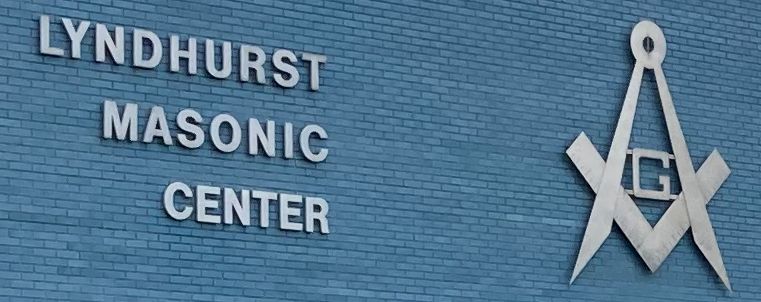 LYNDHURST
MASONIC
CENTER
G